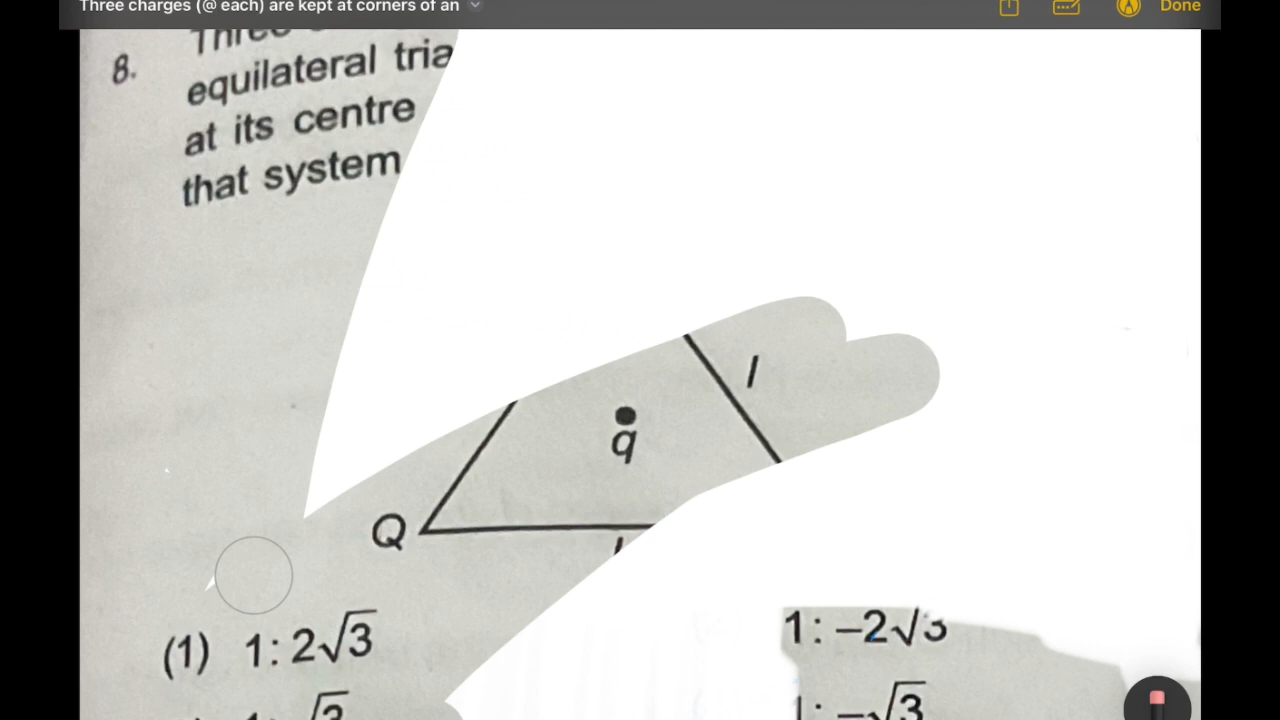 Three charges (@ each) are kept at corners of an
Done
8.
equilateral tria
at its centre
that system
l
q
Q
(1) 1: 2√3
1: –2√3
1: –√3